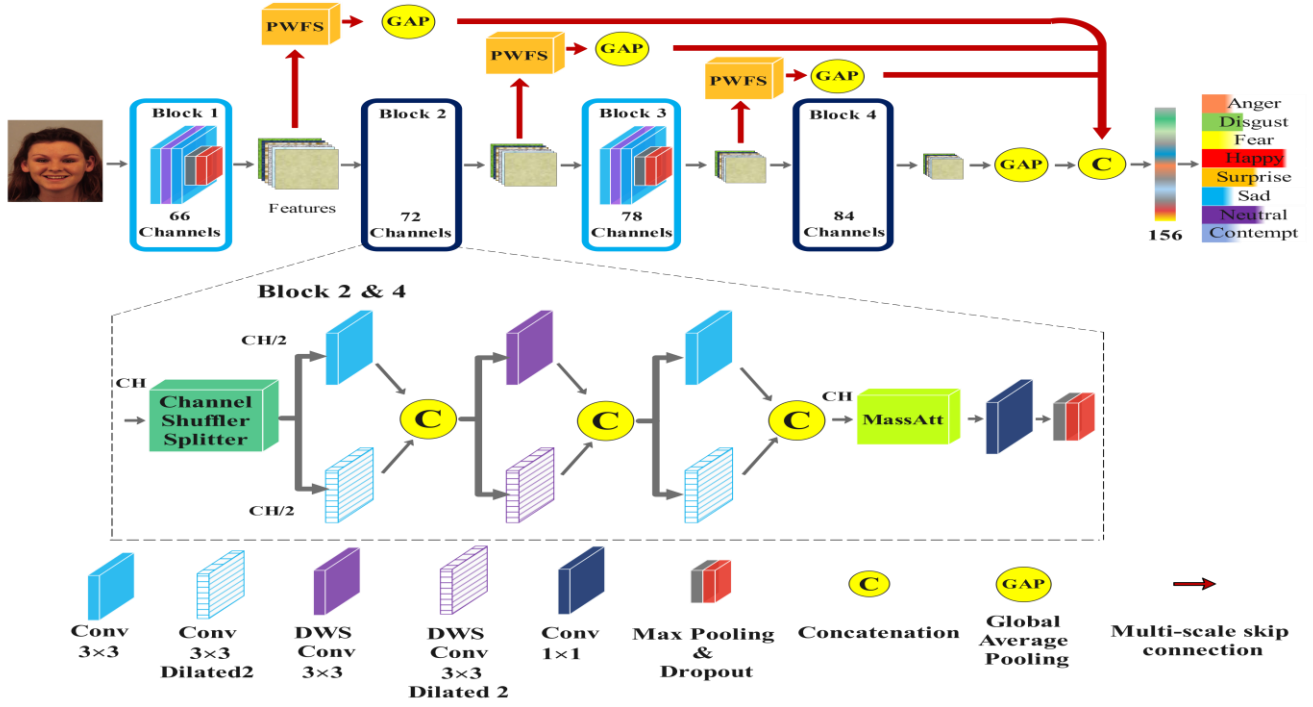 PWFS
GAP
PWFS
GAP
PWFS
GAP
Block 1
66
Channels
Features
Block 2
72
Channels
Block 3
78
Channels
Block 4
84
Channels
GAP
C
156
Anger
Disgust
Fear
Happy
Surprise
Sad
Neutral
Contempt
Block 2 & 4
CH
Channel
Shuffler
Splitter
CH/2
CH/2
C
C
C
CH
MassAtt
Conv
3×3
Conv
3×3
Dilated2
DWS
Conv
3×3
DWS
Conv
3×3
Dilated 2
Conv
1×1
Max Pooling
&
Dropout
C
Concatenation
GAP
Global
Average
Pooling
Multi-scale skip
connection